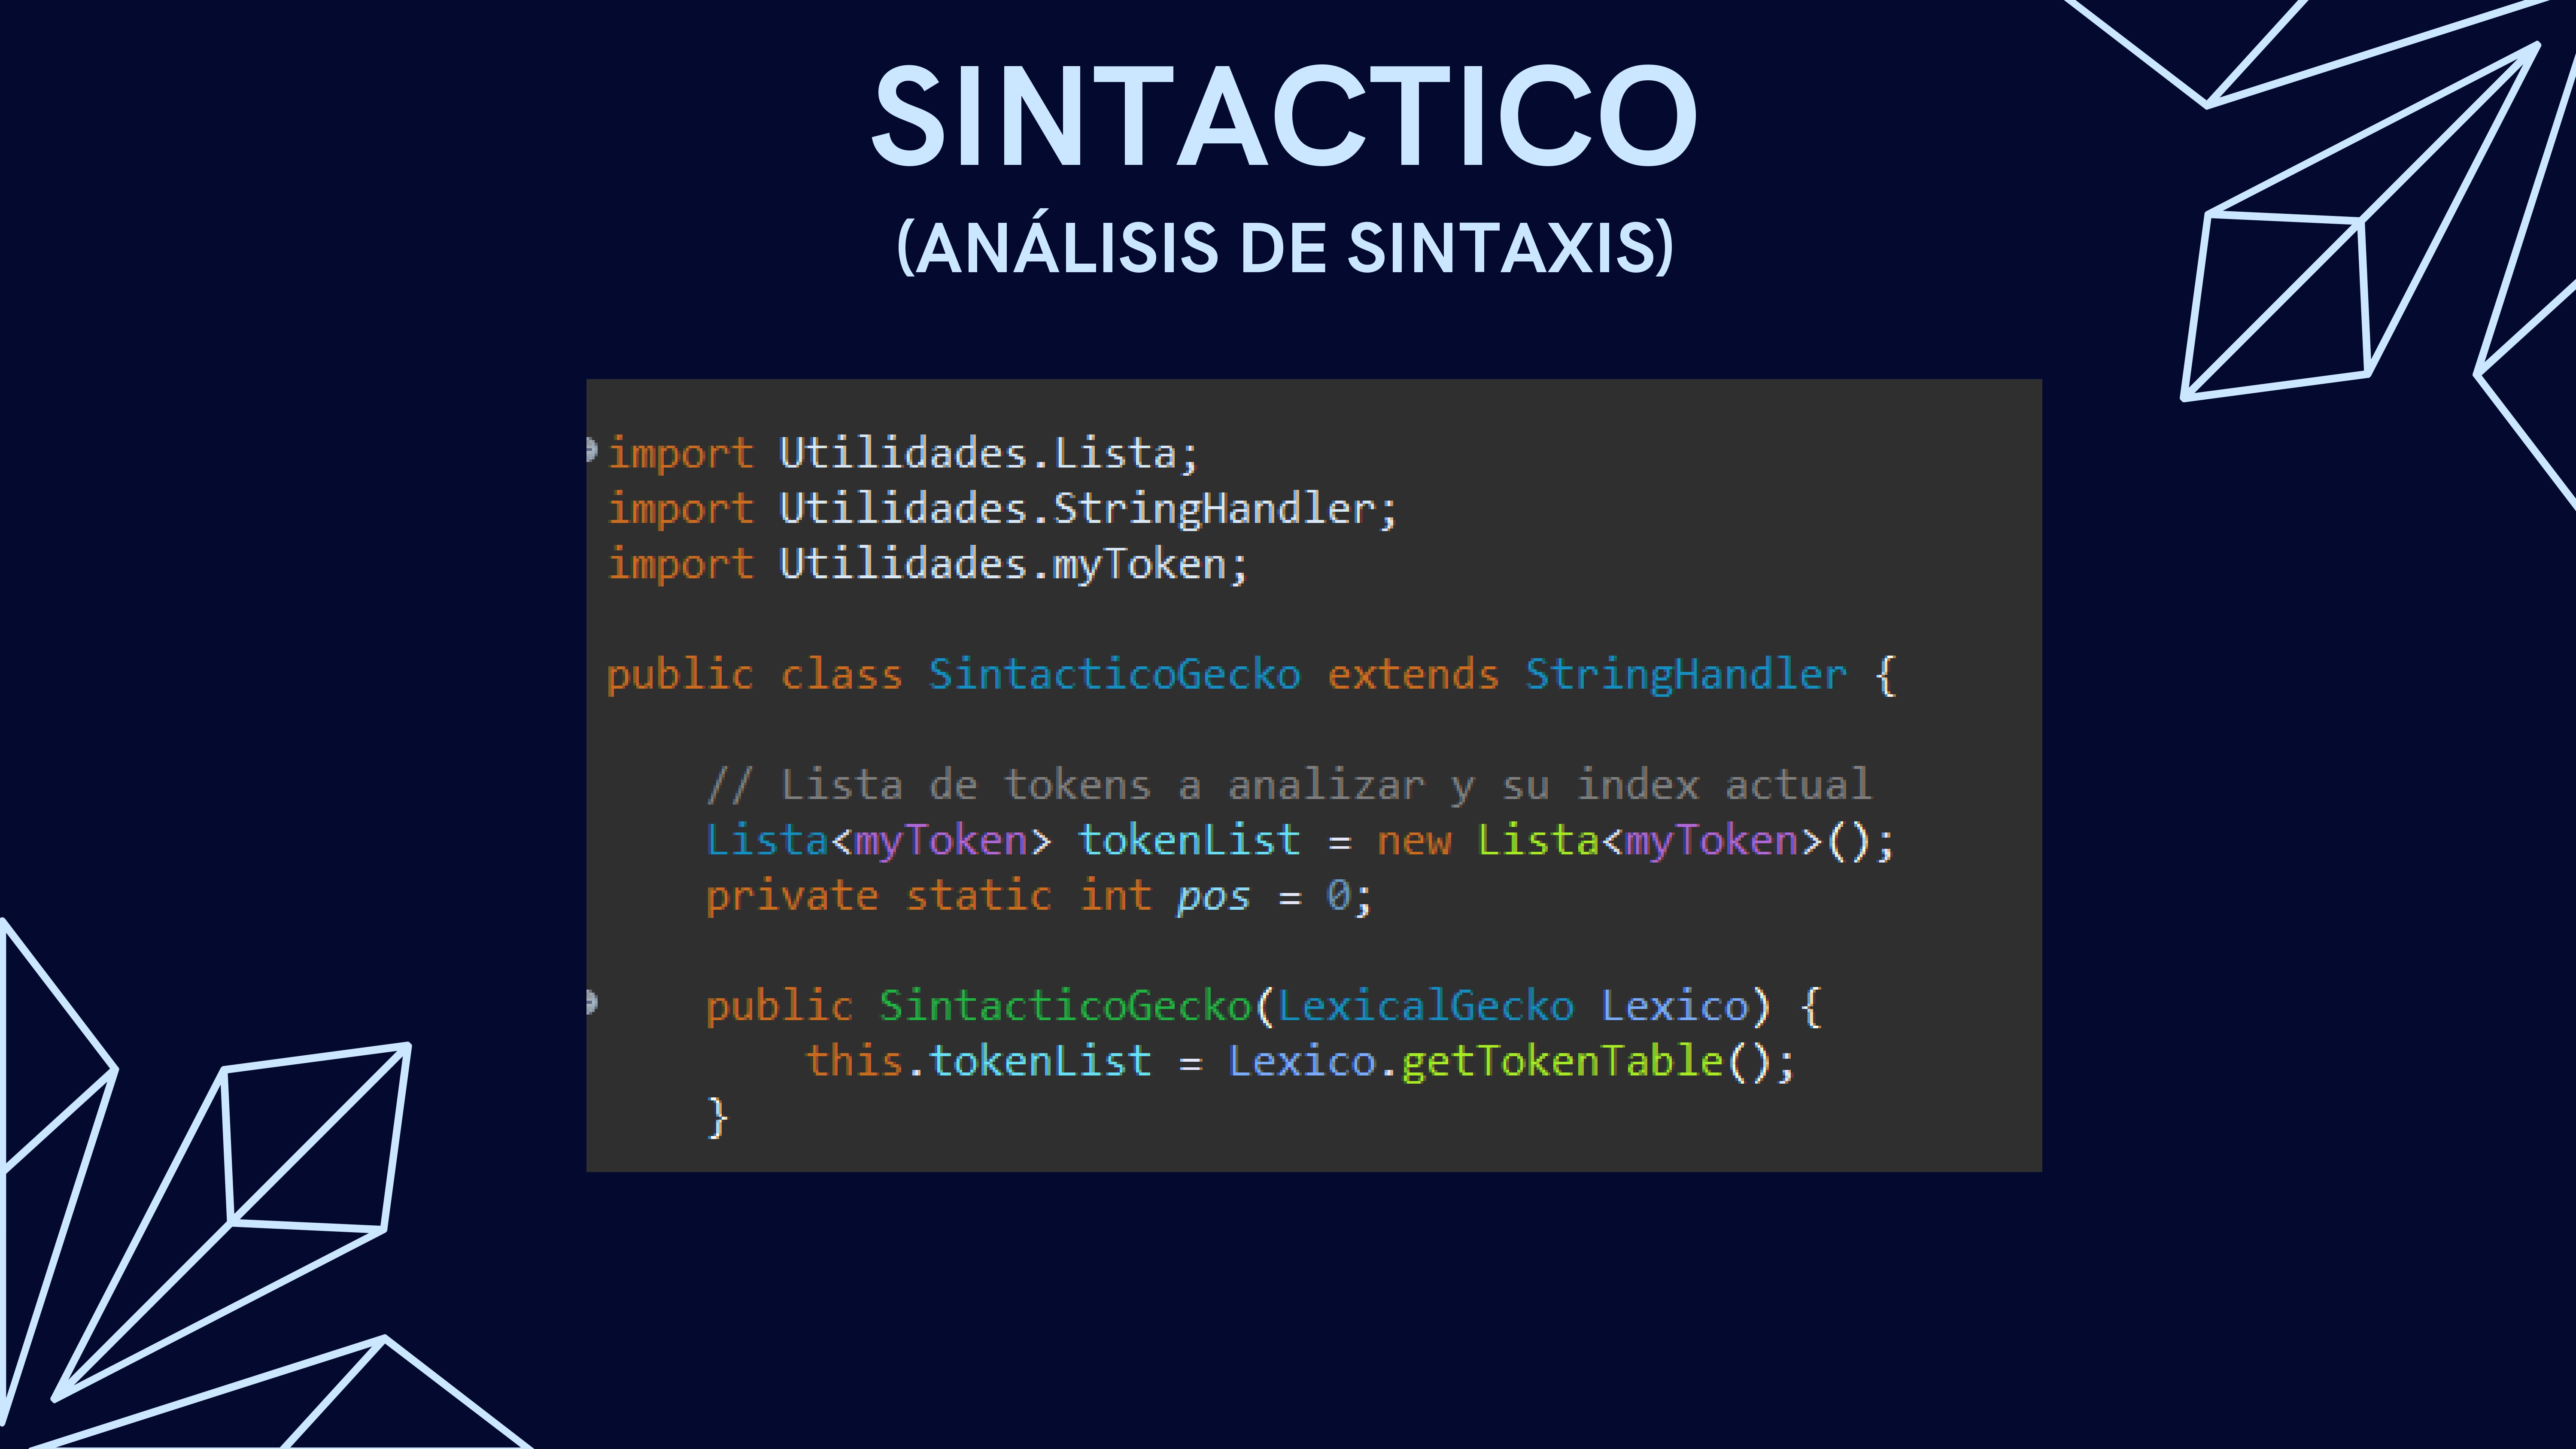 SINTACTICO
(ANÁLISIS DE SINTAXIS)
import Utilidades.Lista;
import Utilidades.StringHandler;
import Utilidades.myToken;
public class SintacticoGecko extends StringHandler {
// Lista de tokens a analizar y su index actual
Lista<myToken> tokenList = new Lista<myToken>();
private static int pos = 0;
public SintacticoGecko(LexicalGecko Lexico) {
this.tokenList = Lexico.getTokenTable();
}